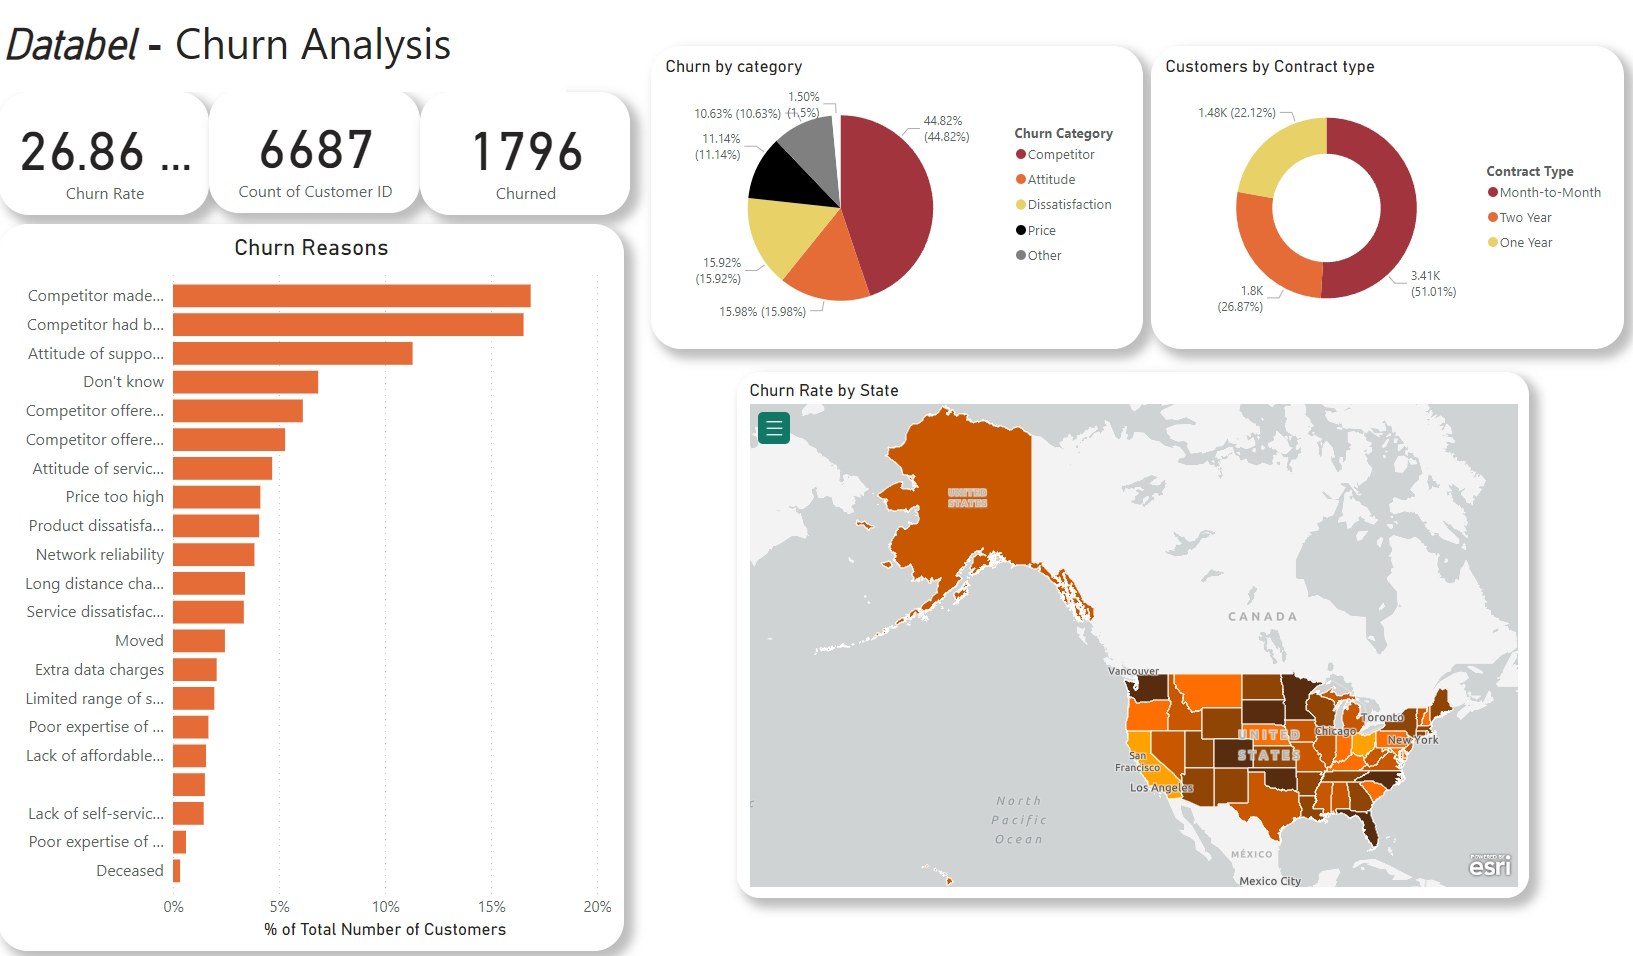 Databel - Churn Analysis
26.86 ...
Churn Rate
6687
Count of Customer ID
1796
Churned
Churn Reasons
Competitor made...
Competitor had b...
Attitude of suppo...
Don't know
Competitor offere...
Competitor offere...
Attitude of servic...
Price too high
Product dissatisfa...
Network reliability
Long distance cha...
Service dissatisfac...
Moved
Extra data charges
Limited range of s...
Poor expertise of ...
Lack of affordable...
Lack of self-servic...
Poor expertise of ...
Deceased
0%
5%
10%
15%
20%
% of Total Number of Customers
Churn by category
1.50%
(1.5%)
10.63% (10.63%)
11.14%
(11.14%)
15.92%
(15.92%)
15.98% (15.98%)
44.82%
(44.82%)
Churn Category
Competitor
Attitude
Dissatisfaction
Price
Other
Customers by Contract type
1.48K (22.12%)
1.8K
(26.87%)
3.41K
(51.01%)
Contract Type
Month-to-Month
Two Year
One Year
Churn Rate by State
UNITED
STATES
CANADA
Vancouver
Toronto
Chicago
New York
UNITED
STATES
San
Francisco
Los Angeles
North
Pacific
Ocean
MÉXICO
Mexico City
POWERED BY
esri